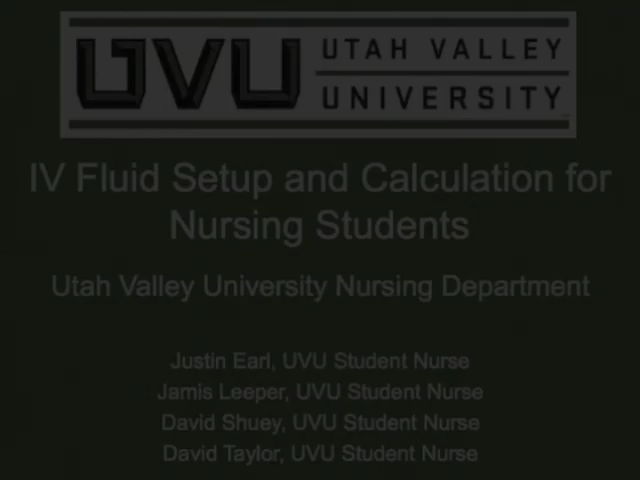 UVU UTAH VALLEY
UNIVERSITY
IV Fluid Setup and Calculation for
Nursing Students
Utah Valley University Nursing Department
Justin Earl, UVU Student Nurse
Jamis Leeper, UVU Student Nurse
David Shuey, UVU Student Nurse
David Taylor, UVU Student Nurse